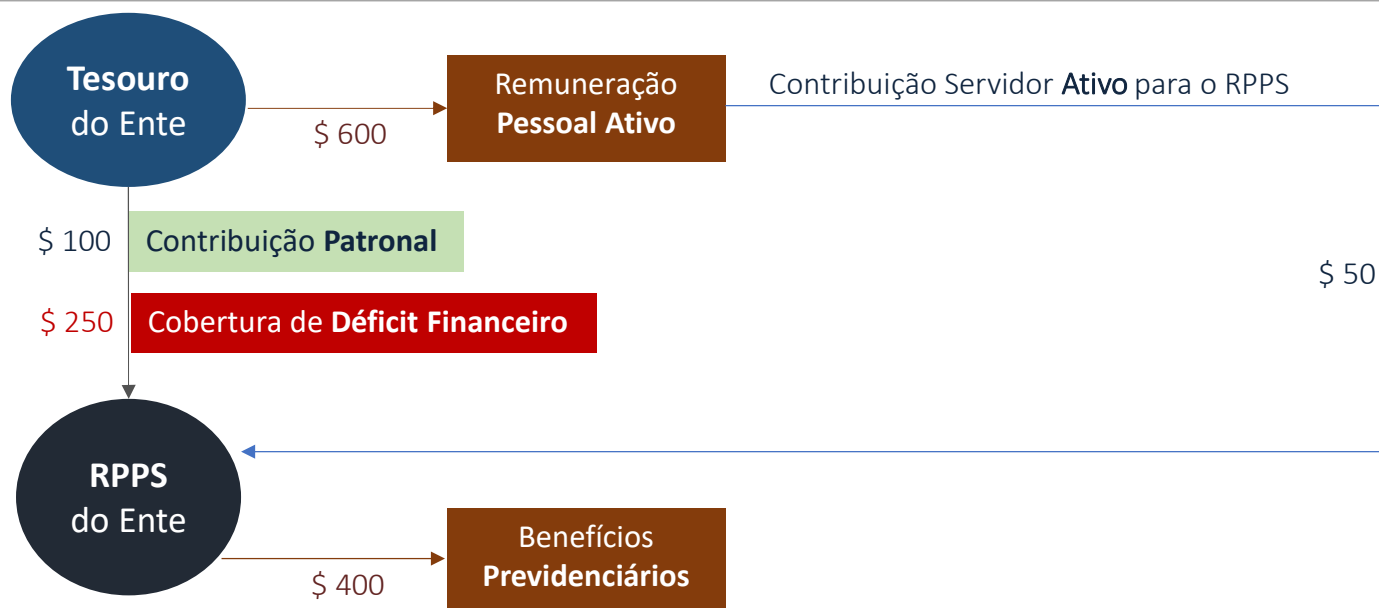 Tesouro
do Ente
$ 600
Remuneração
Pessoal Ativo
Contribuição Servidor Ativo para o RPPS
$ 100
Contribuição Patronal
$ 50
$ 250
Cobertura de Déficit Financeiro
RPPS
do Ente
$ 400
Benefícios
Previdenciários